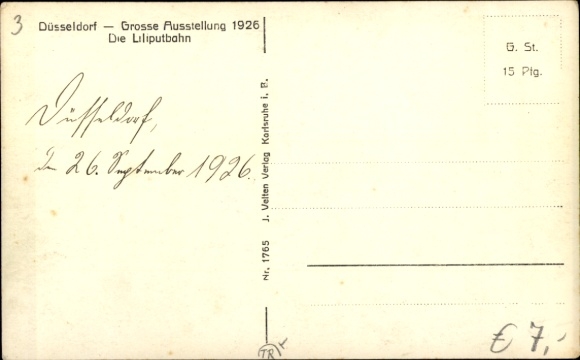 3
Düsseldorf — Grosse Ausstellung 1926
Die Liliputbahn
G. St.
15 Pfg.
Düsseldorf,
den 26. September 1926.
Nr. 1765 J. Velten Verlag Karlsruhe i. B.
TR
€ 7,-